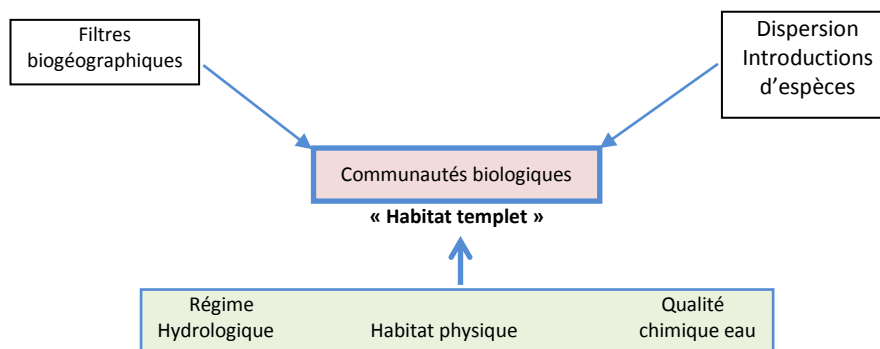 Filtres
biogéographiques
Dispersion
Introductions
d’espèces
Communautés biologiques
« Habitat templet »
Régime
Hydrologique
Habitat physique
Qualité
chimique eau